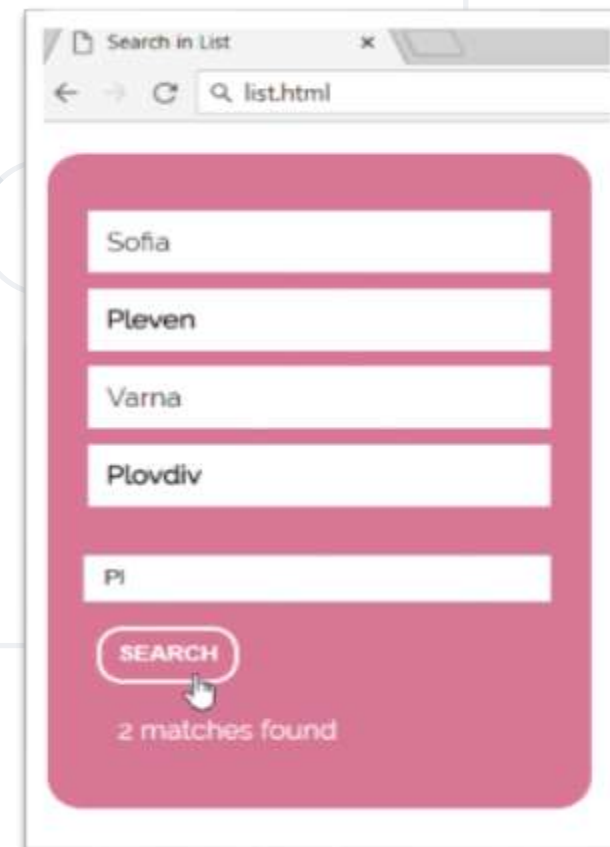 Search in List
list.html
Sofia
Pleven
Varna
Plovdiv
Pl
SEARCH
2 matches found